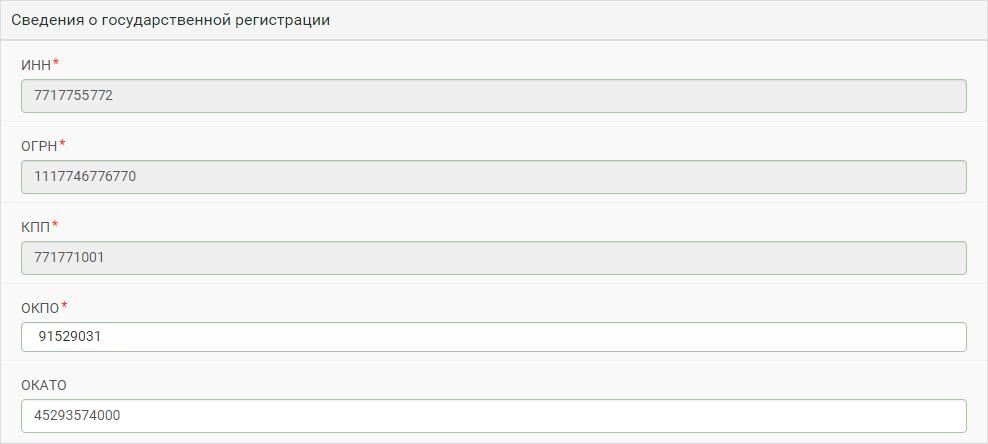 Сведения о государственной регистрации
ИНН*
7717755772
ОГРН*
1117746776770
КПП*
771771001
ОКПО*
91529031
ОКАТО
45293574000